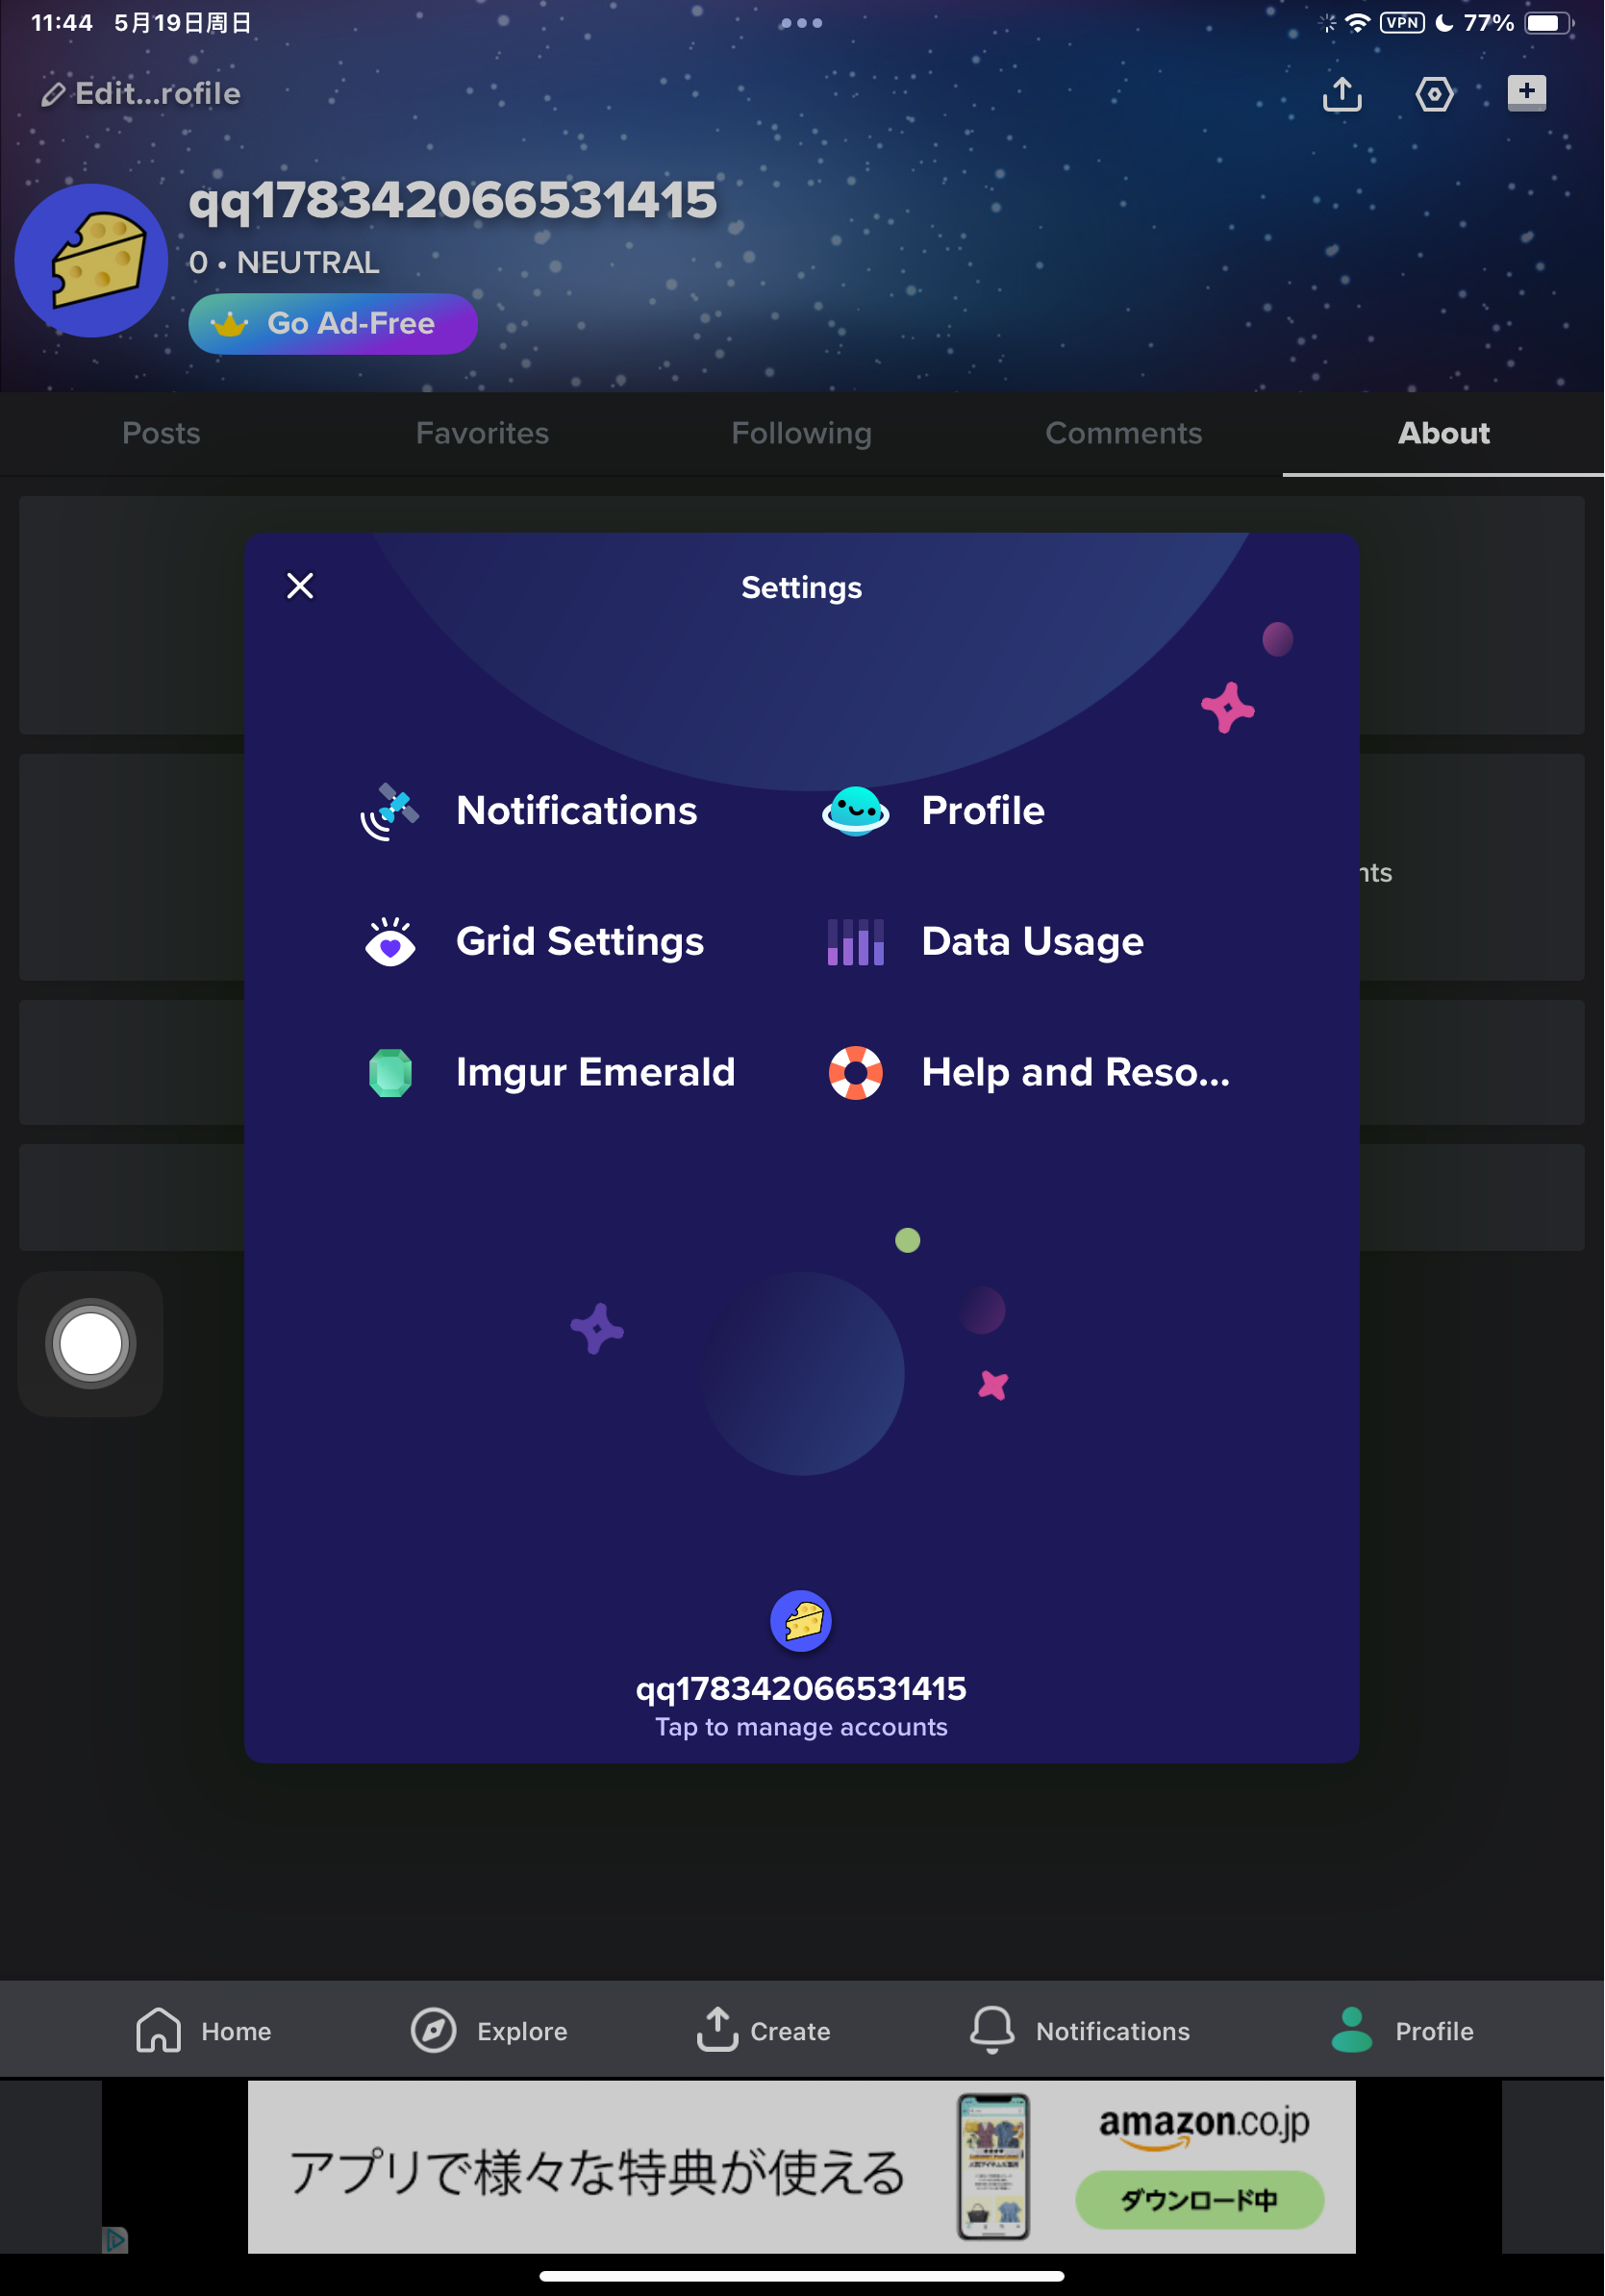 11:44 5月19日周日
VPN 77%
Edit...rofile
qq178342066531415
0 • NEUTRAL
Go Ad-Free
Posts Favorites Following Comments About
Settings
Notifications Profile
nts
Grid Settings Data Usage
Imgur Emerald Help and Reso...
qq178342066531415
Tap to manage accounts
Home Explore Create Notifications Profile
アプリで様々な特典が使える
amazon.co.jp
ダウンロード中